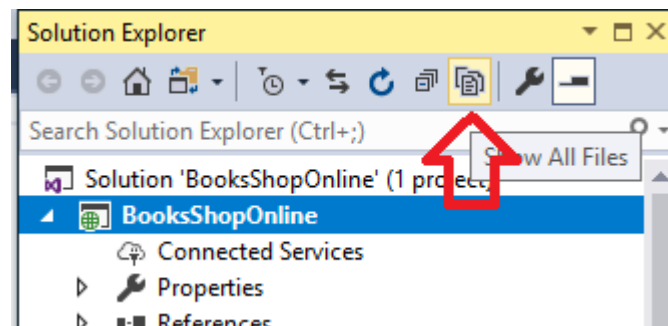 Solution Explorer
Search Solution Explorer (Ctrl+;)
Show All Files
Solution 'BooksShopOnline' (1 project)
BooksShopOnline
Connected Services
Properties
References